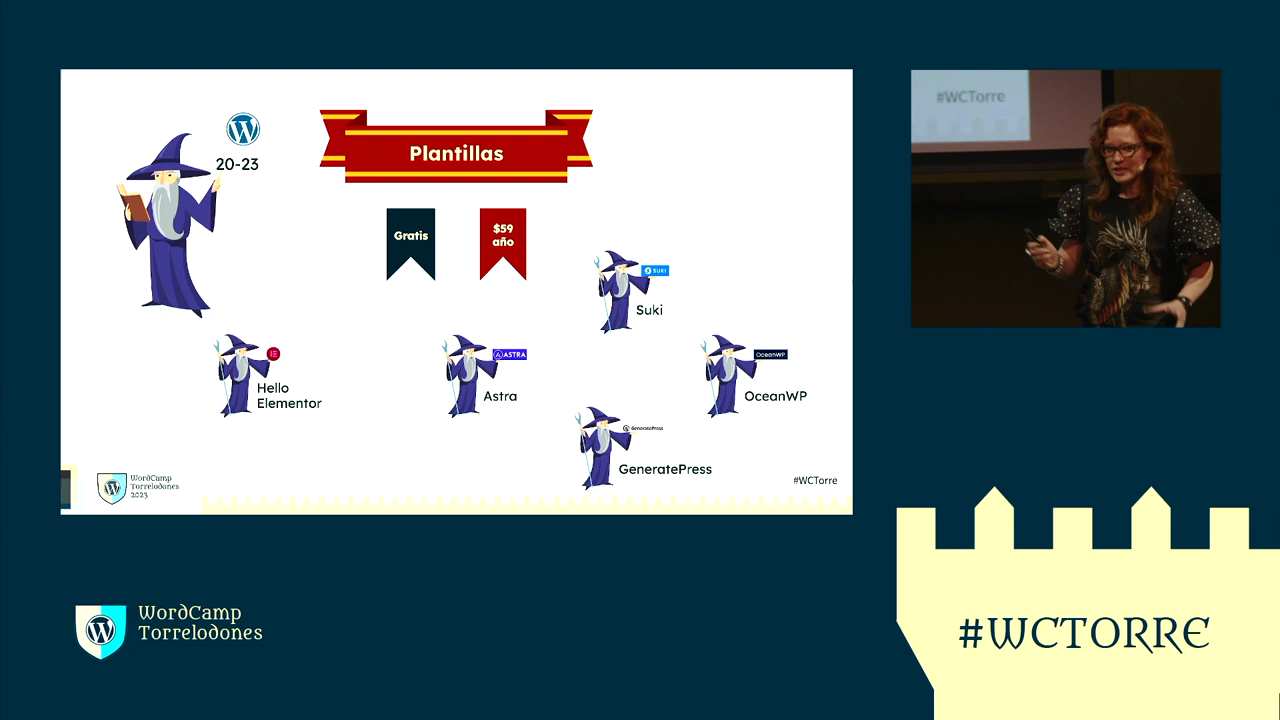 20-23
Plantillas
Gratis
$59
año
SUKI
Suki
Hello
Elementor
ASTRA
Astra
OceanWP
OceanWP
GeneratePress
GeneratePress
WordCamp
Torrelodones
2023
#WCTorre
#WCTorre
WordCamp
Torrelodones
#WCTORRE